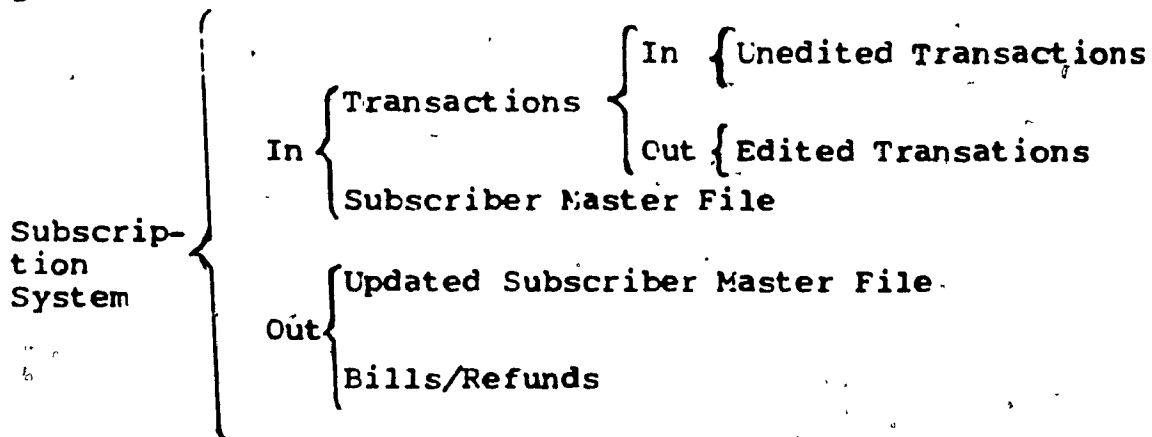 In { Unedited Transactions
Transactions
Out { Edited Transations
In
Subscriber Master File
Subscrip-
tion
System
Updated Subscriber Master File
Out
Bills/Refunds